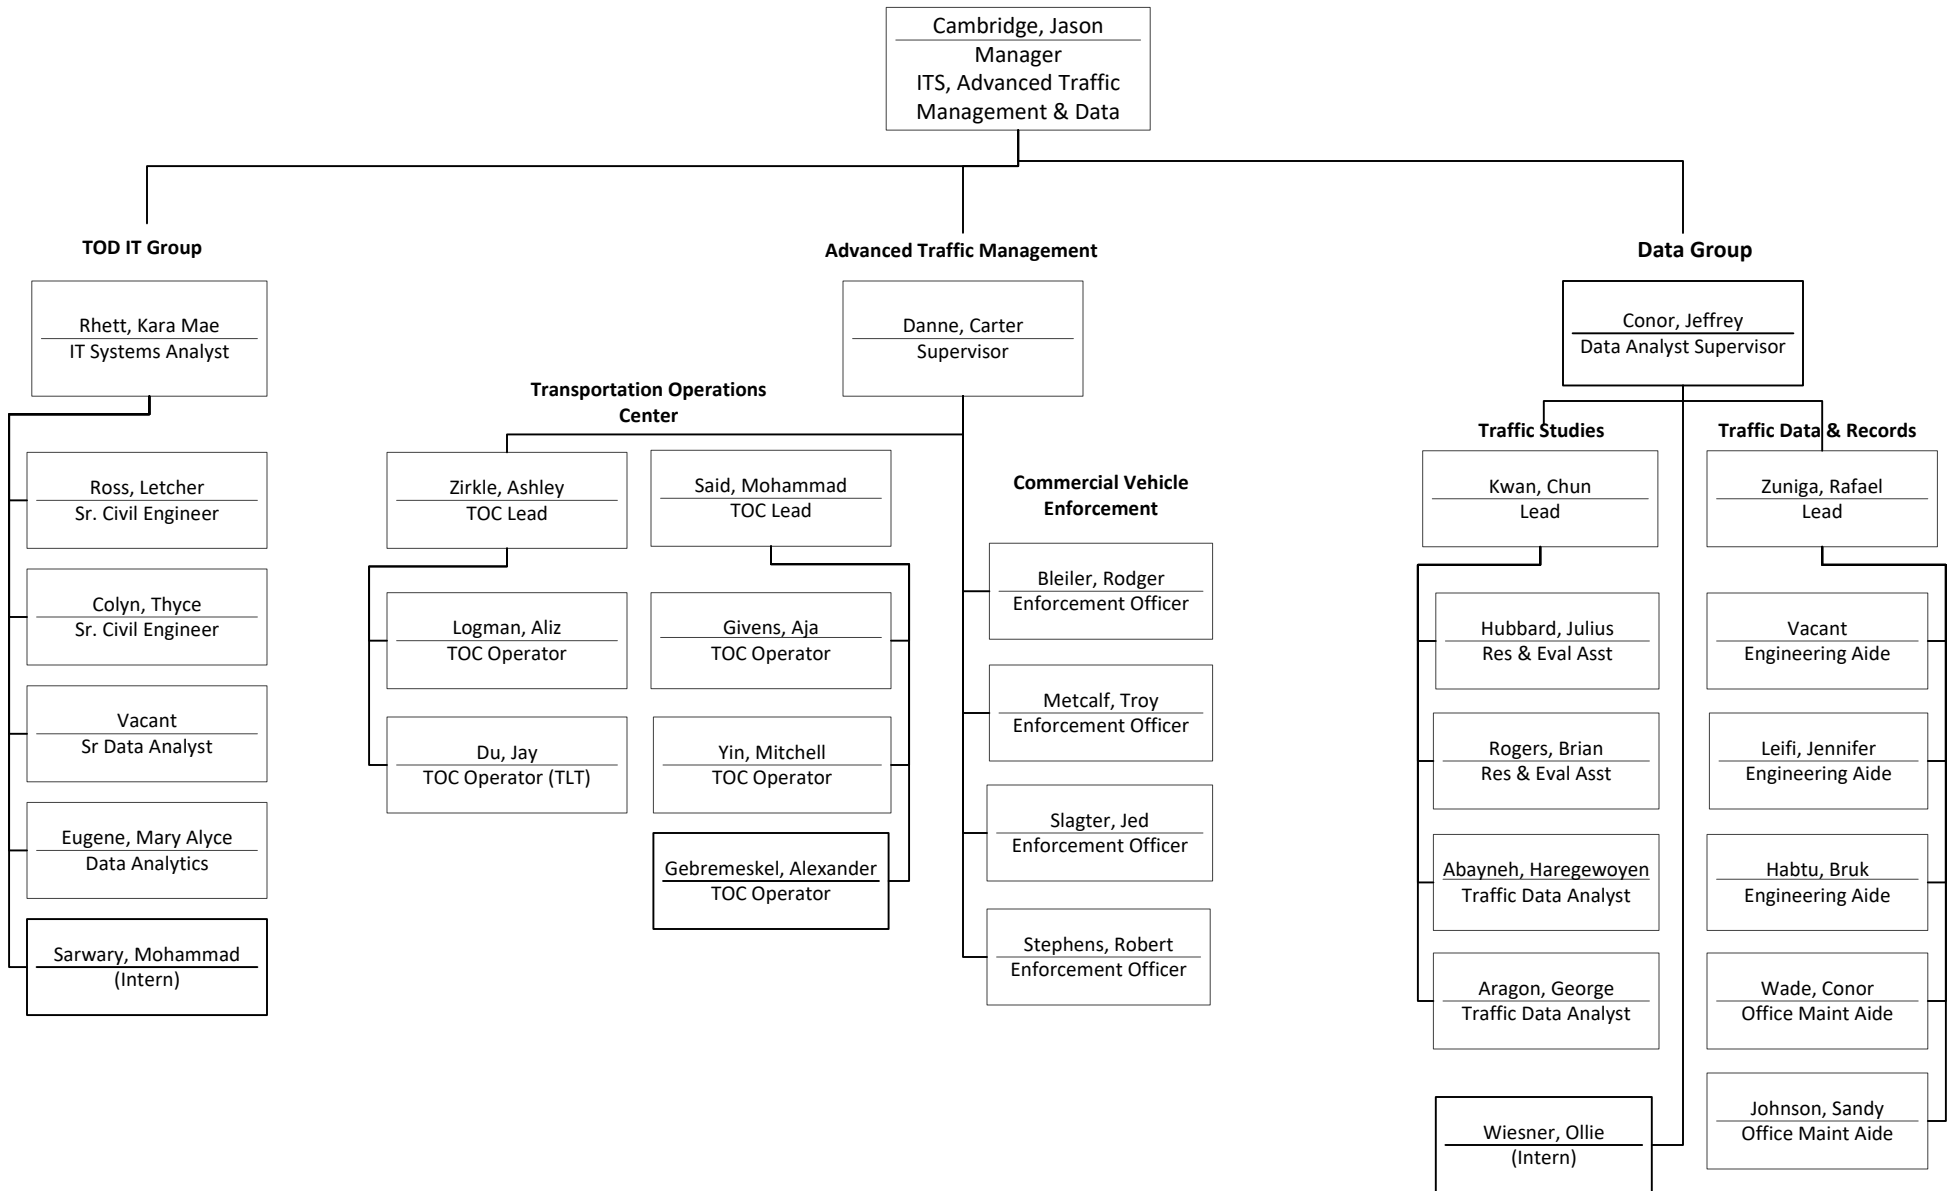 Cambridge, Jason
Manager
ITS, Advanced Traffic
Management & Data
TOD IT Group
Rhett, Kara Mae
IT Systems Analyst
Ross, Letcher
Sr. Civil Engineer
Colyn, Thyce
Sr. Civil Engineer
Vacant
Sr Data Analyst
Eugene, Mary Alyce
Data Analytics
Sarwary, Mohammad
(Intern)
Advanced Traffic Management
Danne, Carter
Supervisor
Transportation Operations
Center
Zirkle, Ashley
TOC Lead
Logman, Aliz
TOC Operator
Du, Jay
TOC Operator (TLT)
Said, Mohammad
TOC Lead
Givens, Aja
TOC Operator
Yin, Mitchell
TOC Operator
Gebremeskel, Alexander
TOC Operator
Commercial Vehicle
Enforcement
Bleiler, Rodger
Enforcement Officer
Metcalf, Troy
Enforcement Officer
Slagter, Jed
Enforcement Officer
Stephens, Robert
Enforcement Officer
Data Group
Conor, Jeffrey
Data Analyst Supervisor
Traffic Studies
Kwan, Chun
Lead
Hubbard, Julius
Res & Eval Asst
Rogers, Brian
Res & Eval Asst
Abayneh, Haregewoyen
Traffic Data Analyst
Aragon, George
Traffic Data Analyst
Wiesner, Ollie
(Intern)
Traffic Data & Records
Zuniga, Rafael
Lead
Vacant
Engineering Aide
Leifi, Jennifer
Engineering Aide
Habtu, Bruk
Engineering Aide
Wade, Conor
Office Maint Aide
Johnson, Sandy
Office Maint Aide